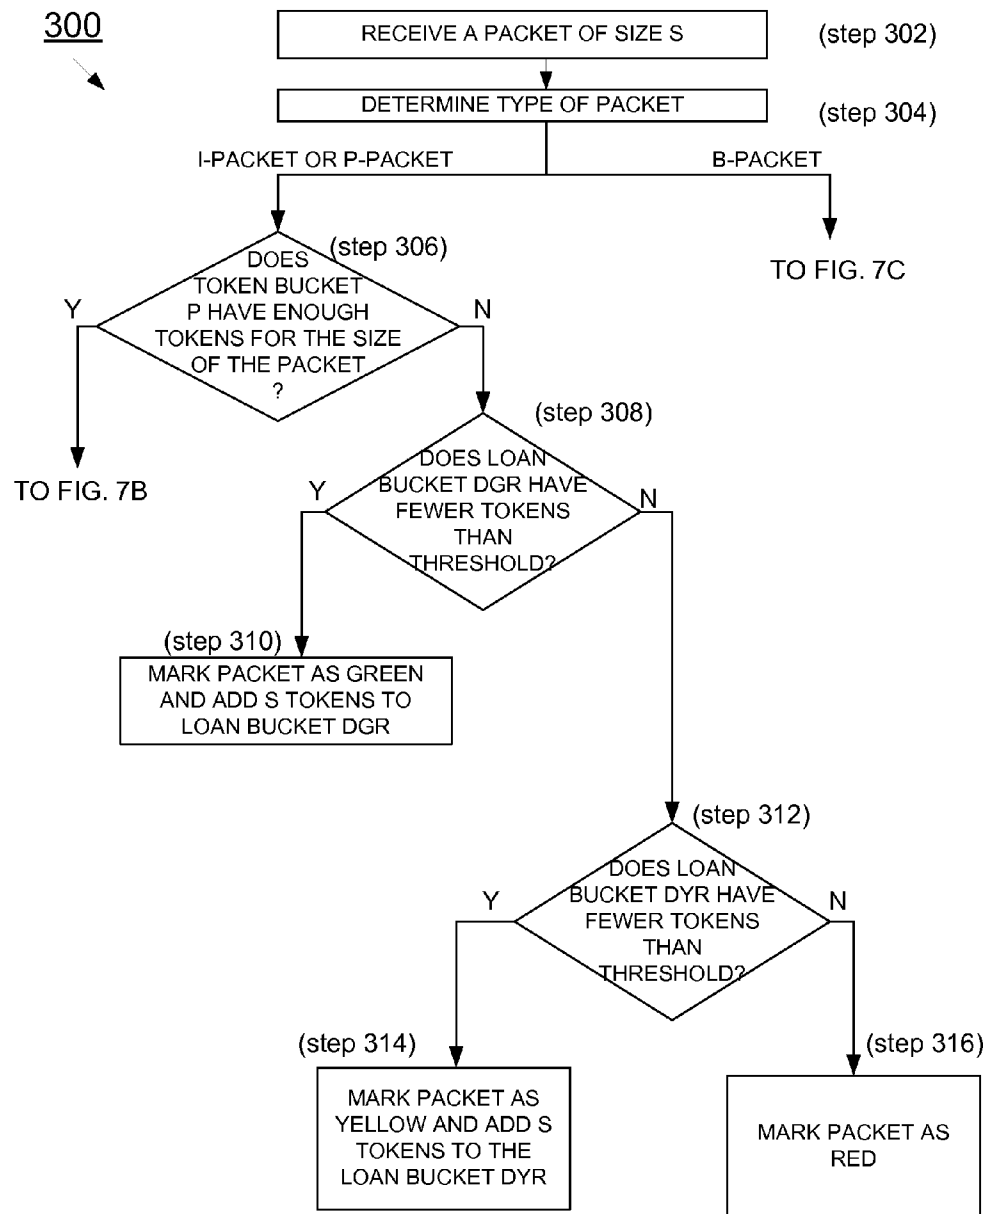 300
RECEIVE A PACKET OF SIZE S
(step 302)
DETERMINE TYPE OF PACKET
(step 304)
I-PACKET OR P-PACKET
B-PACKET
(step 306)
DOES
TOKEN BUCKET
P HAVE ENOUGH
TOKENS FOR THE SIZE
OF THE PACKET
?
Y
N
TO FIG. 7C
TO FIG. 7B
(step 308)
DOES LOAN
BUCKET DGR HAVE
FEWER TOKENS
THAN
THRESHOLD?
Y
N
(step 310)
MARK PACKET AS GREEN
AND ADD S TOKENS TO
LOAN BUCKET DGR
(step 312)
DOES LOAN
BUCKET DYR HAVE
FEWER TOKENS
THAN
THRESHOLD?
Y
N
(step 314)
MARK PACKET AS
YELLOW AND ADD S
TOKENS TO THE
LOAN BUCKET DYR
(step 316)
MARK PACKET AS
RED